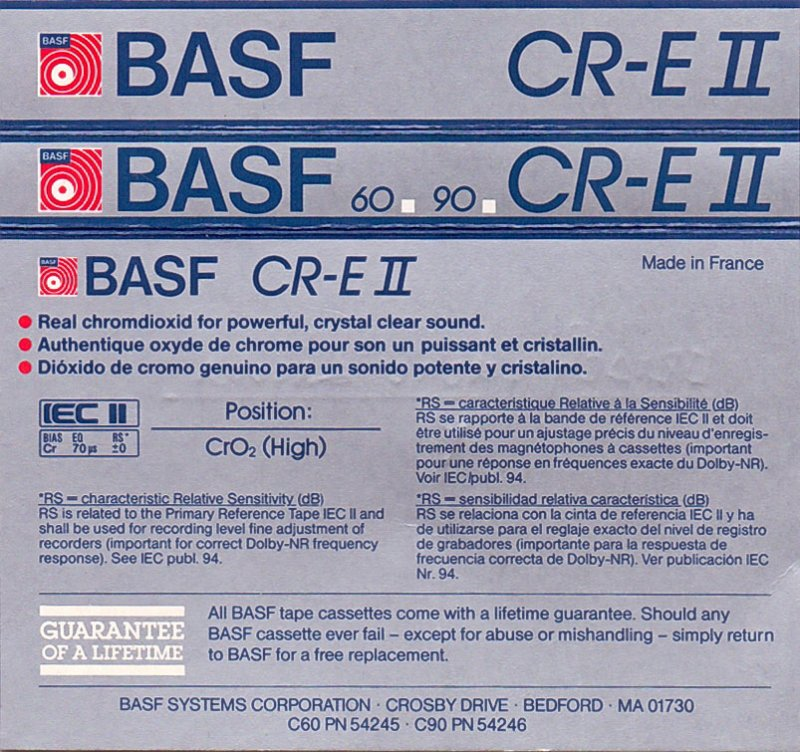 BASF BASF CR-E II
BASF BASF 60 90 CR-E II
BASF BASF CR-E II Made in France
Real chromdioxid for powerful, crystal clear sound.
Authentique oxyde de chrome pour son un puissant et cristallin.
Dióxido de cromo genuino para un sonido potente y cristalino.
IEC II
BIAS EQ RS*
Cr 70µs ±0
Position:
CrO₂ (High)
*RS = characteristic Relative Sensitivity (dB)
RS is related to the Primary Reference Tape IEC II and
shall be used for recording level fine adjustment of
recorders (important for correct Dolby-NR frequency
response). See IEC publ. 94.
*RS = caractéristique Relative à la Sensibilité (dB)
RS se rapporte à la bande de référence IEC II et doit
être utilisé pour un ajustage précis du niveau d'enregis-
trement des magnétophones à cassettes (important
pour une réponse en fréquences exacte du Dolby-NR).
Voir IEC/publ. 94.
*RS = sensibilidad relativa característica (dB)
RS se relaciona con la cinta de referencia IEC II y ha
de utilizarse para el reglaje exacto del nivel de registro
de grabadores (importante para la respuesta de
frecuencia correcta de Dolby-NR). Ver publicación IEC
Nr. 94.
GUARANTEE
OF A LIFETIME
All BASF tape cassettes come with a lifetime guarantee. Should any
BASF cassette ever fail – except for abuse or mishandling – simply return
to BASF for a free replacement.
BASF SYSTEMS CORPORATION · CROSBY DRIVE · BEDFORD · MA 01730
C60 PN 54245 · C90 PN 54246